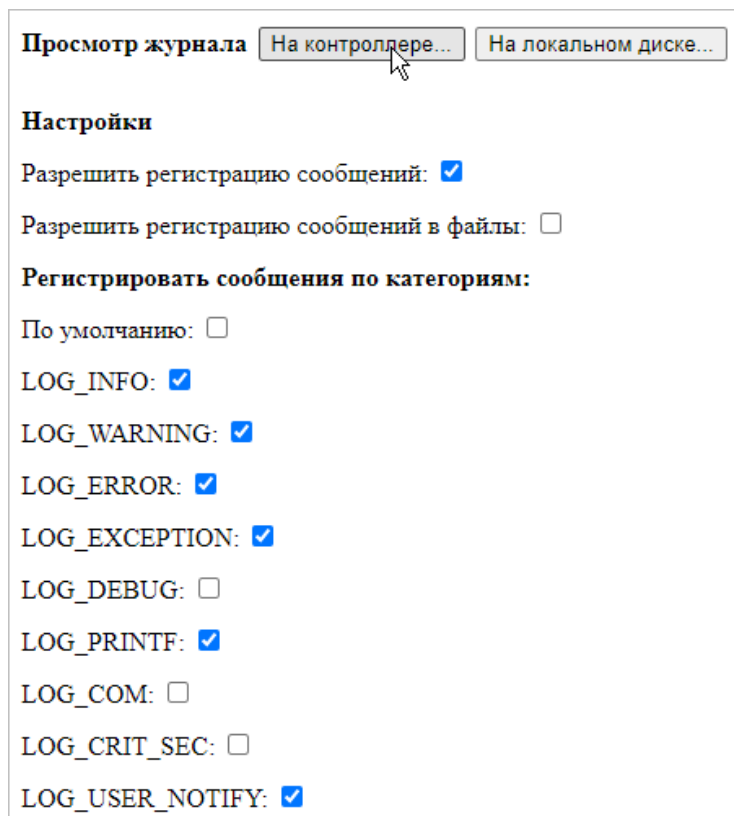 Просмотр журнала На контроллере... На локальном диске...
Настройки
Разрешить регистрацию сообщений:
Разрешить регистрацию сообщений в файлы:
Регистрировать сообщения по категориям:
По умолчанию:
LOG_INFO:
LOG_WARNING:
LOG_ERROR:
LOG_EXCEPTION:
LOG_DEBUG:
LOG_PRINTF:
LOG_COM:
LOG_CRIT_SEC:
LOG_USER_NOTIFY: